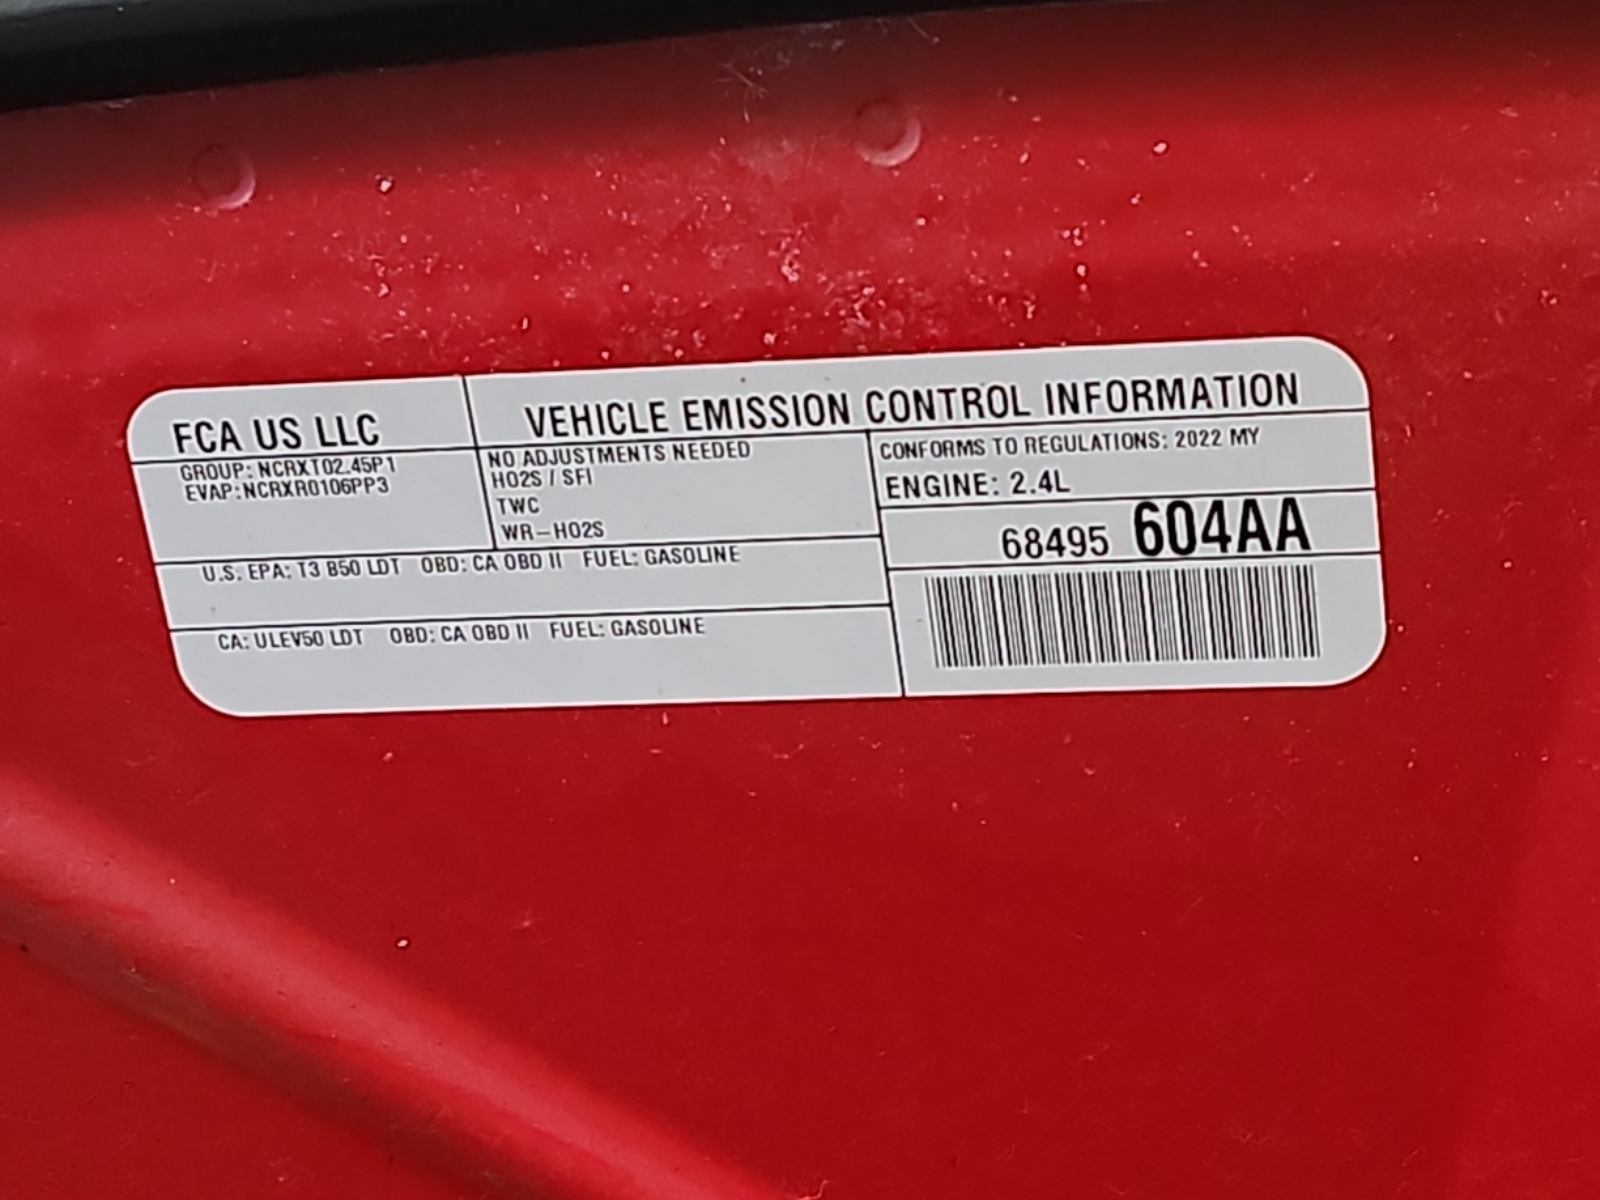 FCA US LLC
VEHICLE EMISSION CONTROL INFORMATION
GROUP: NCRXT02.45P1
EVAP: NCRXR0106PP3
NO ADJUSTMENTS NEEDED
HO2S / SFI
TWC
WR-HO2S
CONFORMS TO REGULATIONS: 2022 MY
ENGINE: 2.4L
68495 604AA
U.S. EPA: T3 B50 LDT OBD: CA OBD II FUEL: GASOLINE
CA: ULEV50 LDT OBD: CA OBD II FUEL: GASOLINE